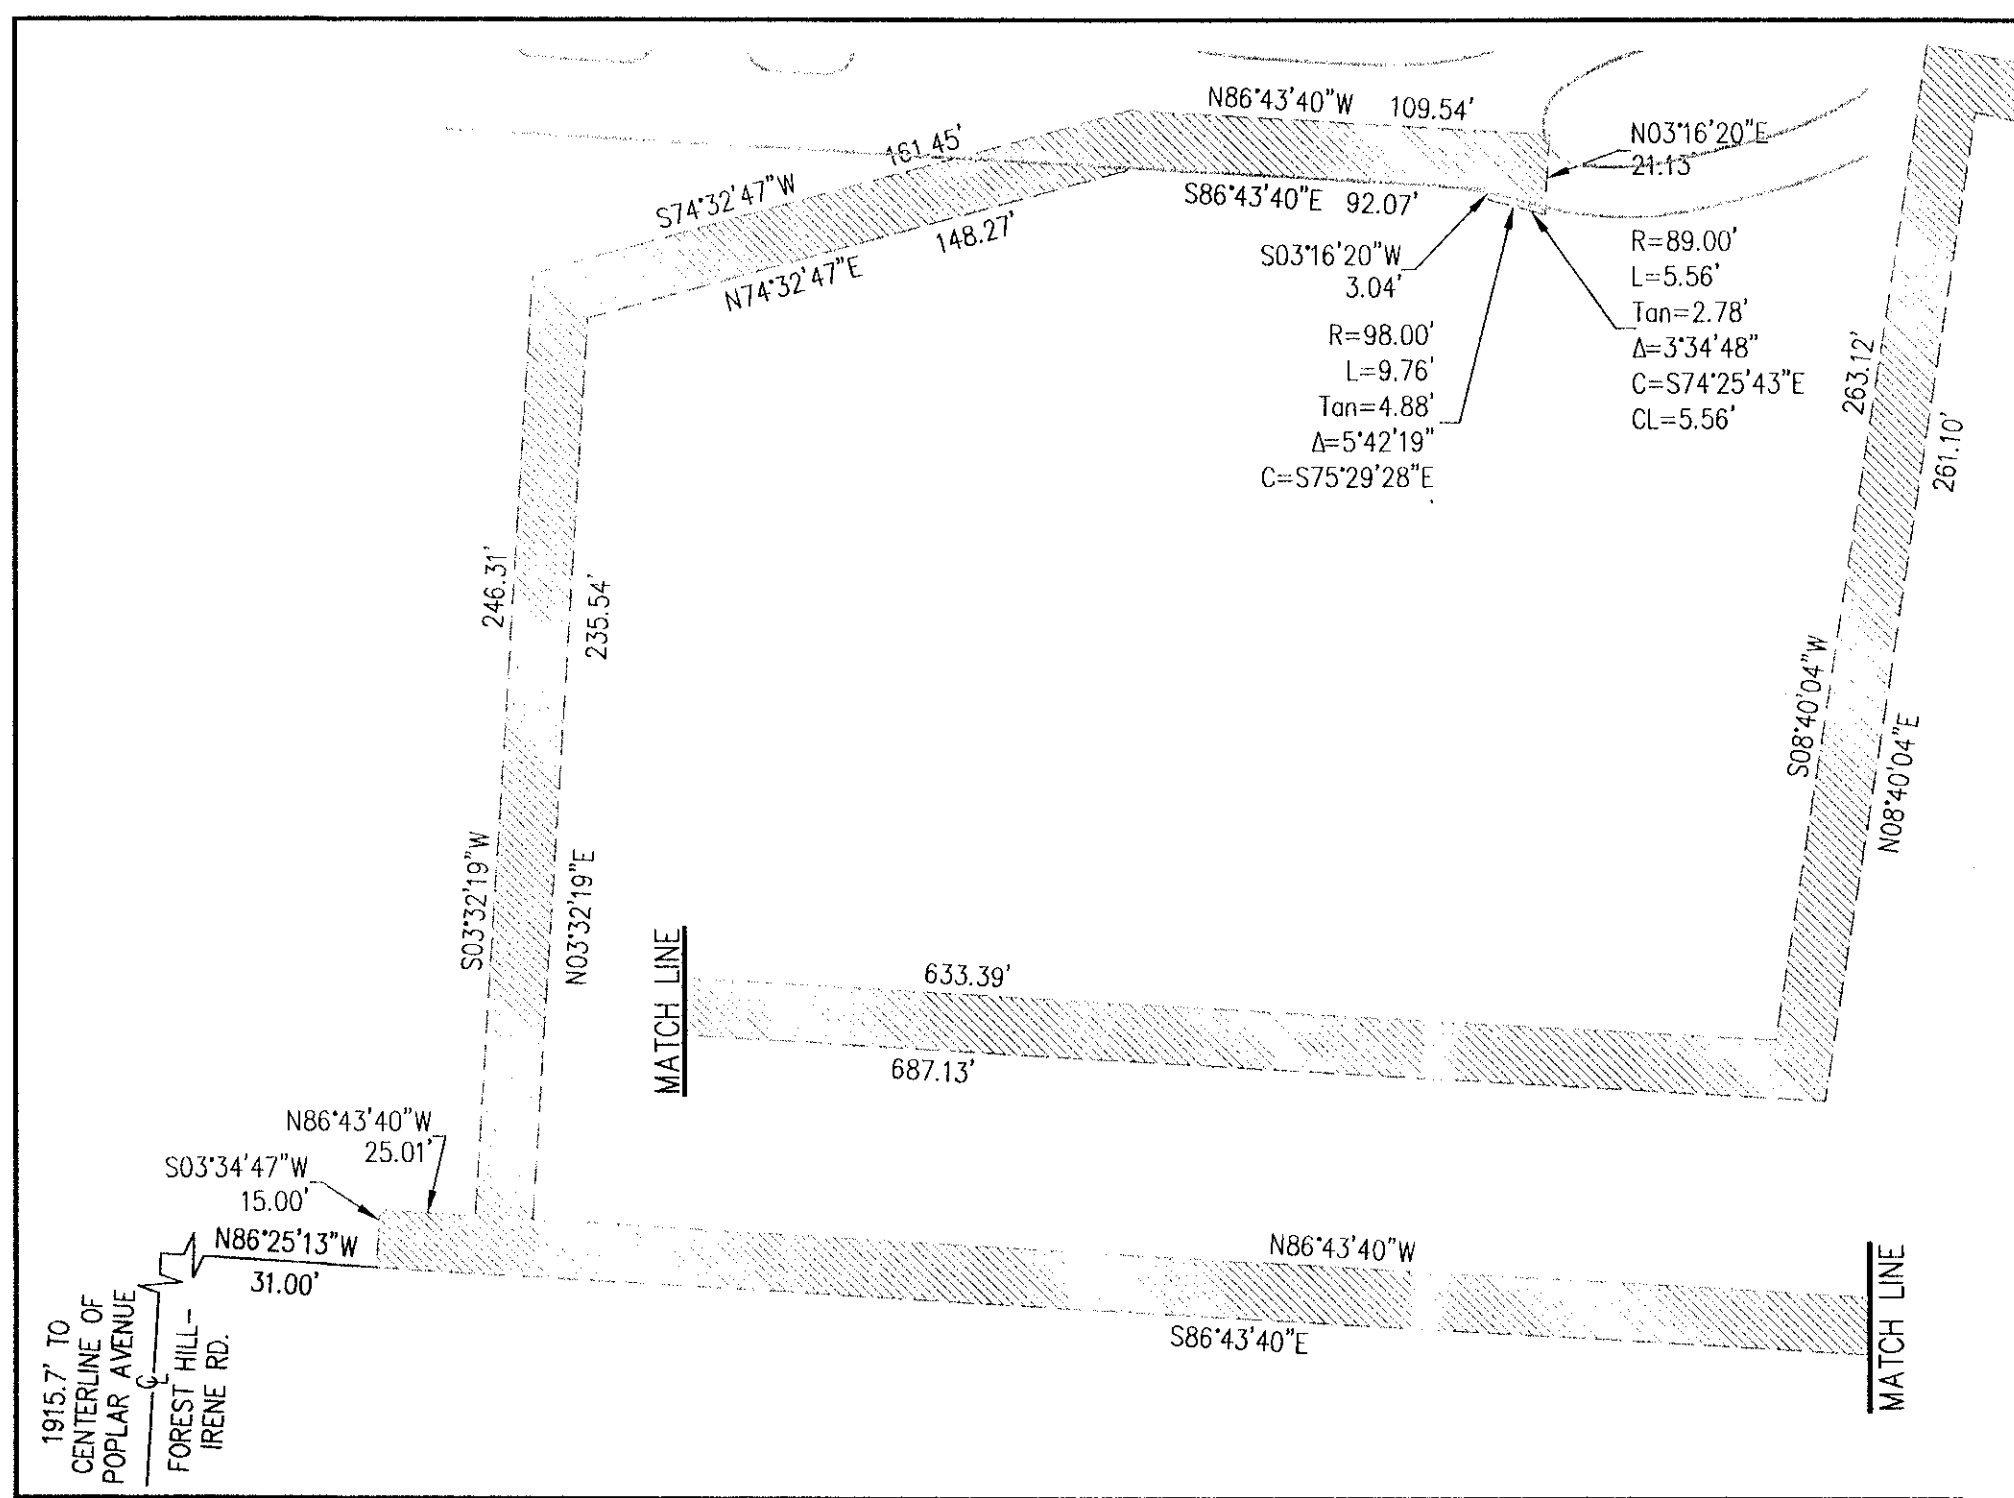 N86°43'40"W 109.54'
N03°16'20"E
21.13'
161.45'
S74°32'47"W
S86°43'40"E 92.07'
148.27'
N74°32'47"E
S03°16'20"W
3.04'
R=89.00'
L=5.56'
Tan=2.78'
Δ=3°34'48"
C=S74°25'43"E
CL=5.56'
R=98.00'
L=9.76'
Tan=4.88'
Δ=5°42'19"
C=S75°29'28"E
263.12'
261.10'
246.31'
235.54'
S08°40'04"W
N08°40'04"E
S03°32'19"W
N03°32'19"E
MATCH LINE
633.39'
687.13'
N86°43'40"W
25.01'
S03°34'47"W
15.00'
N86°25'13"W
31.00'
N86°43'40"W
S86°43'40"E
MATCH LINE
1915.7' TO
CENTERLINE OF
POPLAR AVENUE
FOREST HILL-
IRENE RD.